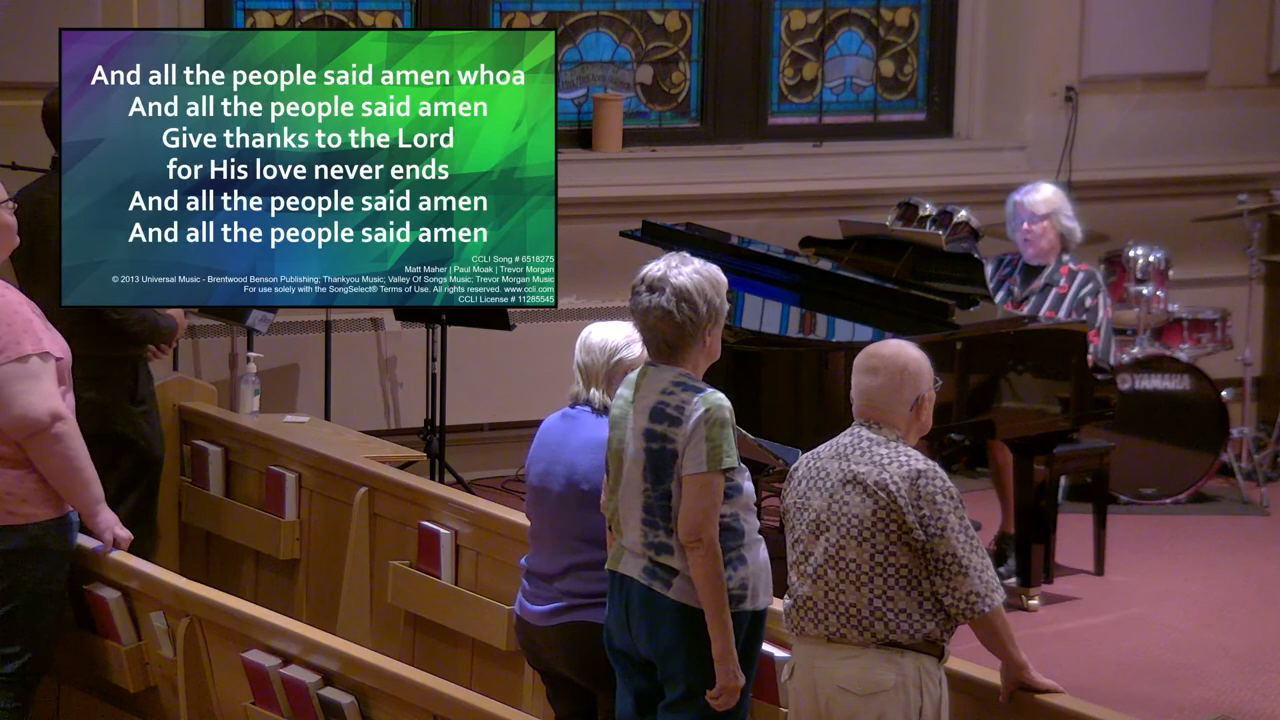 And all the people said amen whoa
And all the people said amen
Give thanks to the Lord
for His love never ends
And all the people said amen
And all the people said amen
CCLI Song # 6518275
Matt Maher | Paul Moak | Trevor Morgan
© 2013 Universal Music - Brentwood Benson Publishing; Thankyou Music; Valley Of Songs Music; Trevor Morgan Music
For use solely with the SongSelect® Terms of Use. All rights reserved. www.ccli.com
CCLI License # 11285545
YAMAHA